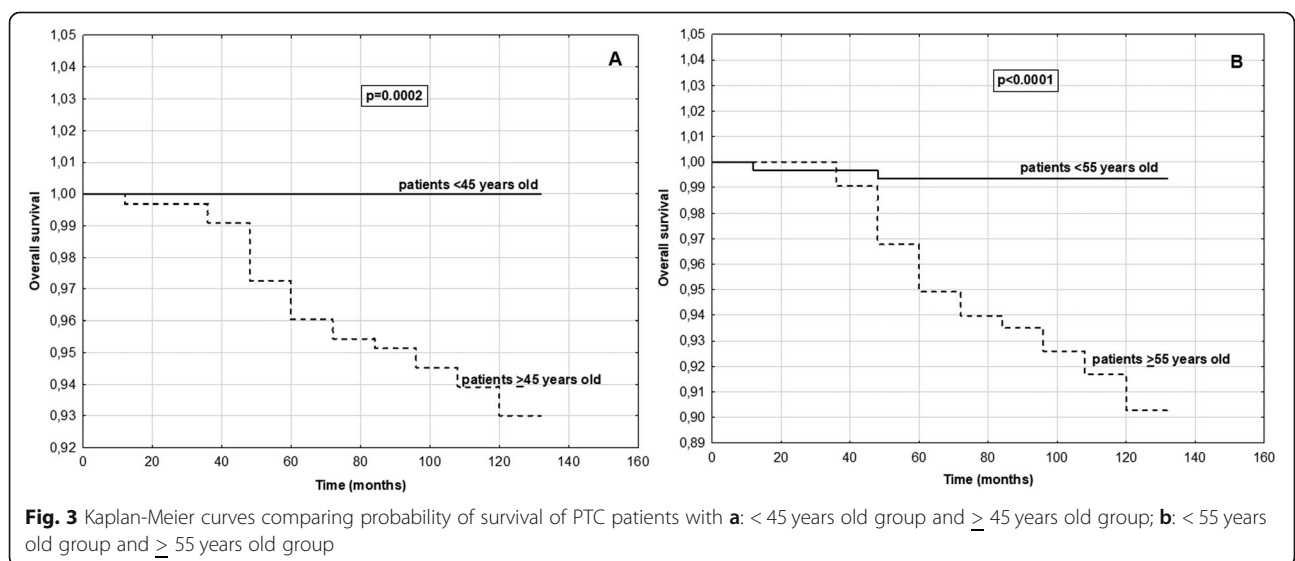 1,05
1,04
1,03
1,02
1,01
1,00
0,99
0,98
0,97
0,96
0,95
0,94
0,93
0,92
Overall survival
A
p=0.0002
patients <45 years old
patients ≥45 years old
0 20 40 60 80 100 120 140 160
Time (months)
1,05
1,04
1,03
1,02
1,01
1,00
0,99
0,98
0,97
0,96
0,95
0,94
0,93
0,92
0,91
0,90
0,89
Overall survival
B
p<0.0001
patients <55 years old
patients ≥55 years old
0 20 40 60 80 100 120 140 160
Time (months)
Fig. 3 Kaplan-Meier curves comparing probability of survival of PTC patients with a: < 45 years old group and ≥ 45 years old group; b: < 55 years
old group and ≥ 55 years old group